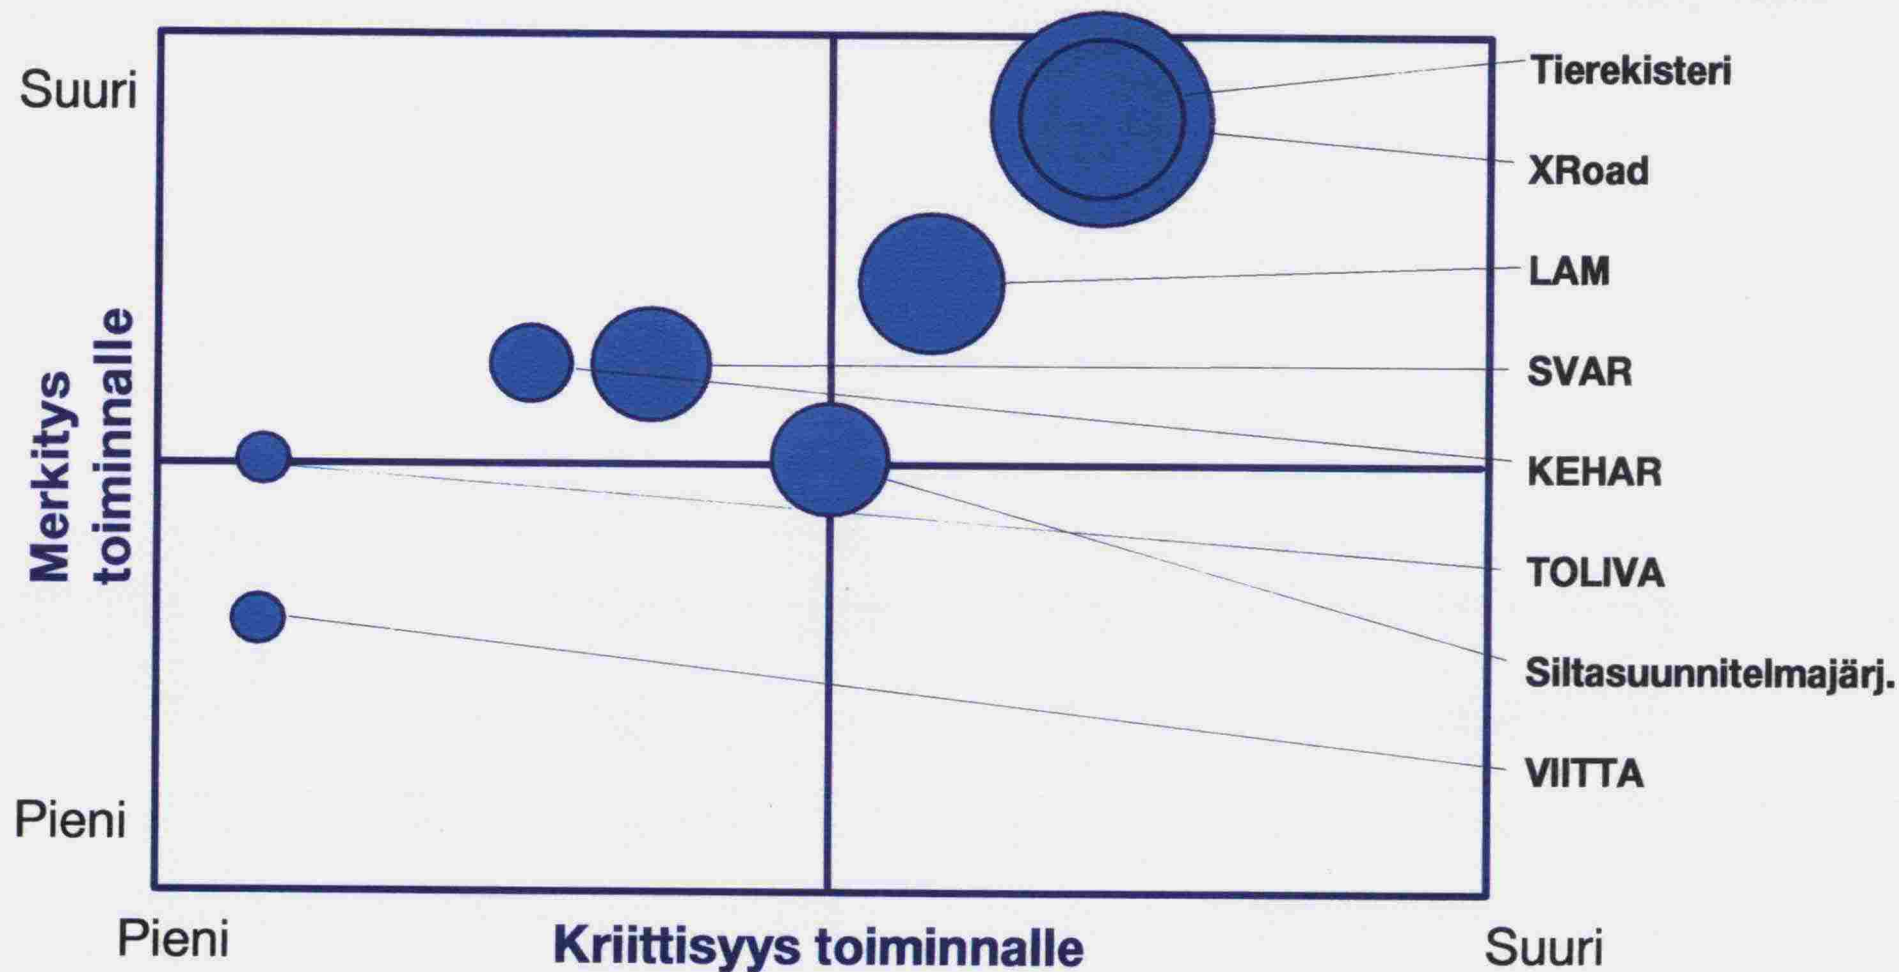 Suuri
Tierekisteri
XRoad
LAM
SVAR
KEHAR
TOLIVA
Siltasuunnitelmajärj.
VIITTA
Merkitys
toiminnalle
Pieni
Pieni
Kriittisyys toiminnalle
Suuri